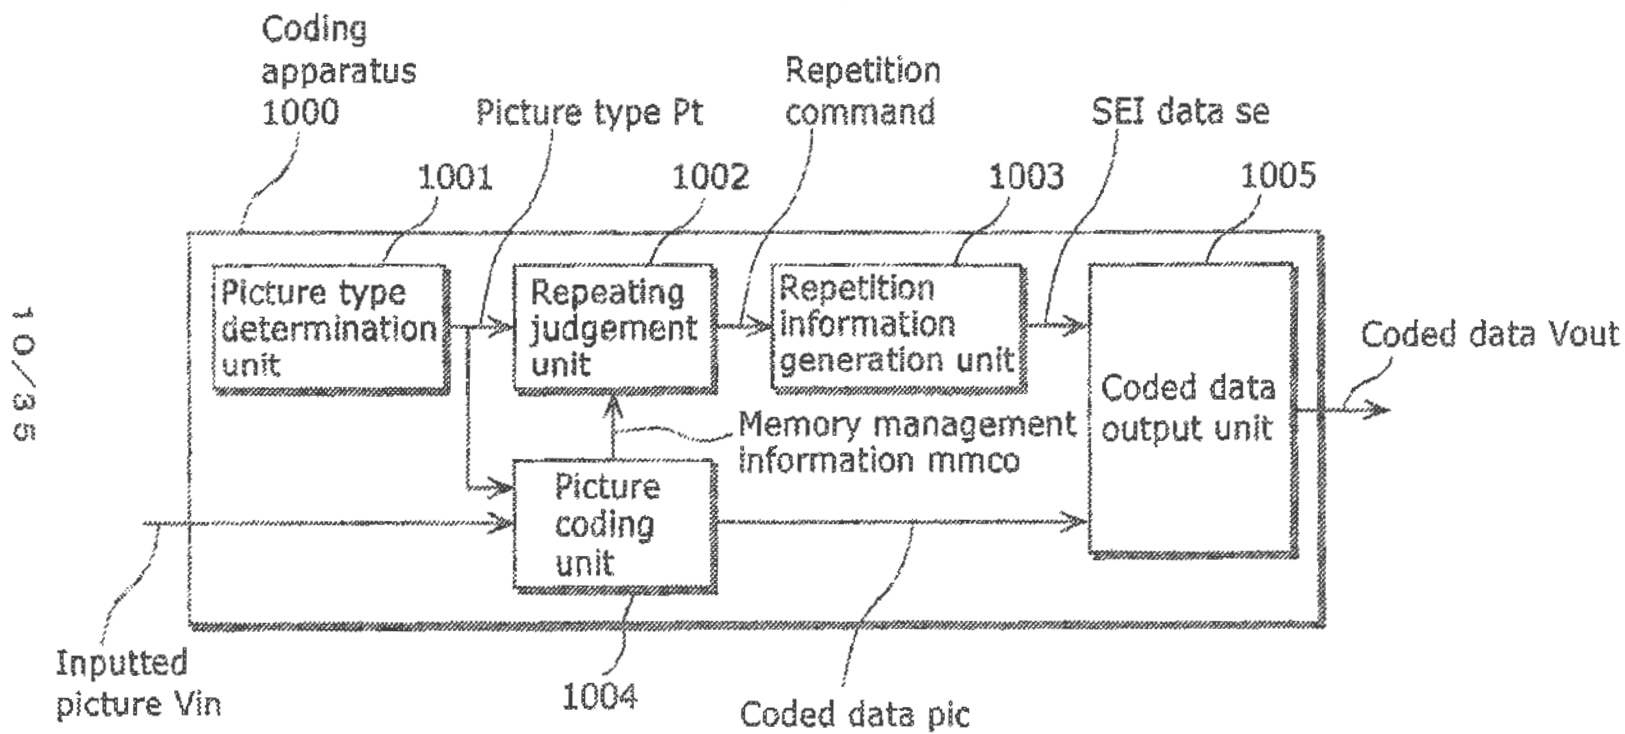 Coding
apparatus
1000
Picture type Pt
Repetition
command
SEI data se
1001
1002
1003
1005
Picture type
determination
unit
Repeating
judgement
unit
Repetition
information
generation unit
Coded data
output unit
Coded data Vout
Memory management
information mmco
Picture
coding
unit
Inputted
picture Vin
1004
Coded data pic
10/35